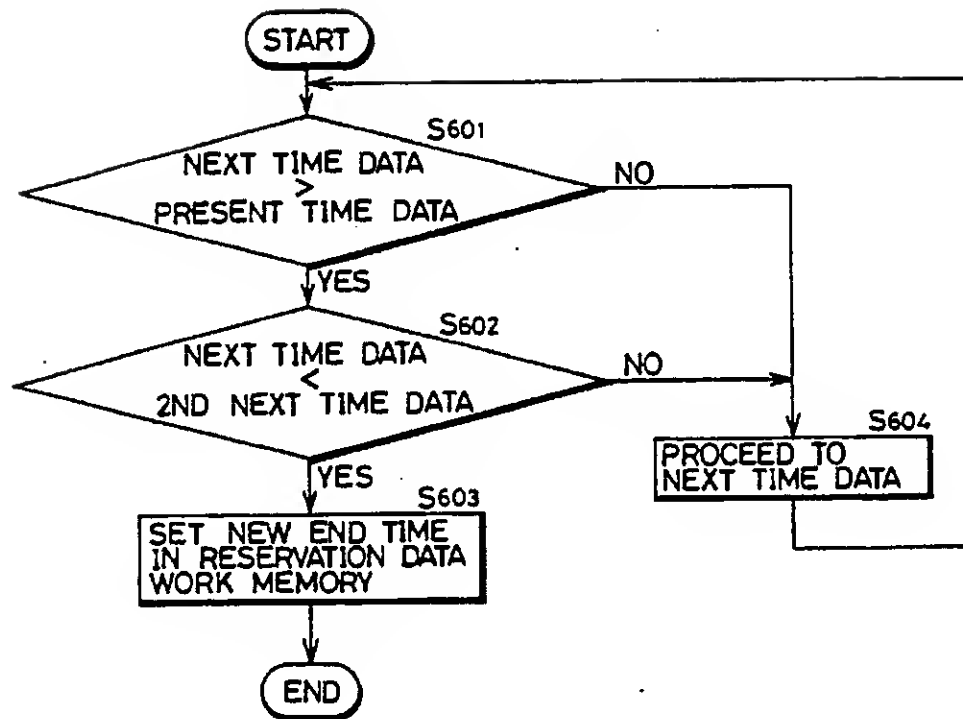 START
S601
NEXT TIME DATA
>
PRESENT TIME DATA
NO
YES
S602
NEXT TIME DATA
<
2ND NEXT TIME DATA
NO
YES
S604
PROCEED TO
NEXT TIME DATA
S603
SET NEW END TIME
IN RESERVATION DATA
WORK MEMORY
END